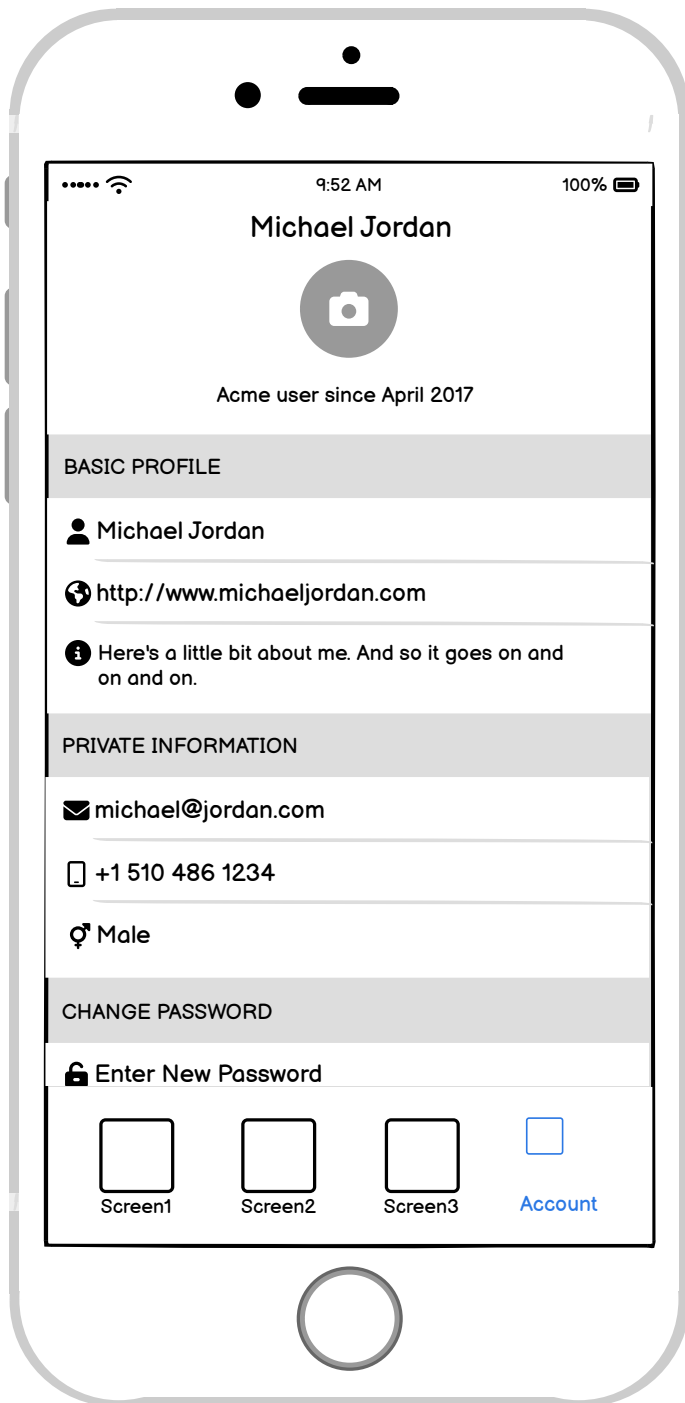 9:52 AM
100%
Michael Jordan
Acme user since April 2017
BASIC PROFILE
Michael Jordan
http://www.michaeljordan.com
Here's a little bit about me. And so it goes on and
on and on.
PRIVATE INFORMATION
michael@jordan.com
+1 510 486 1234
Male
CHANGE PASSWORD
Enter New Password
Screen1
Screen2
Screen3
Account